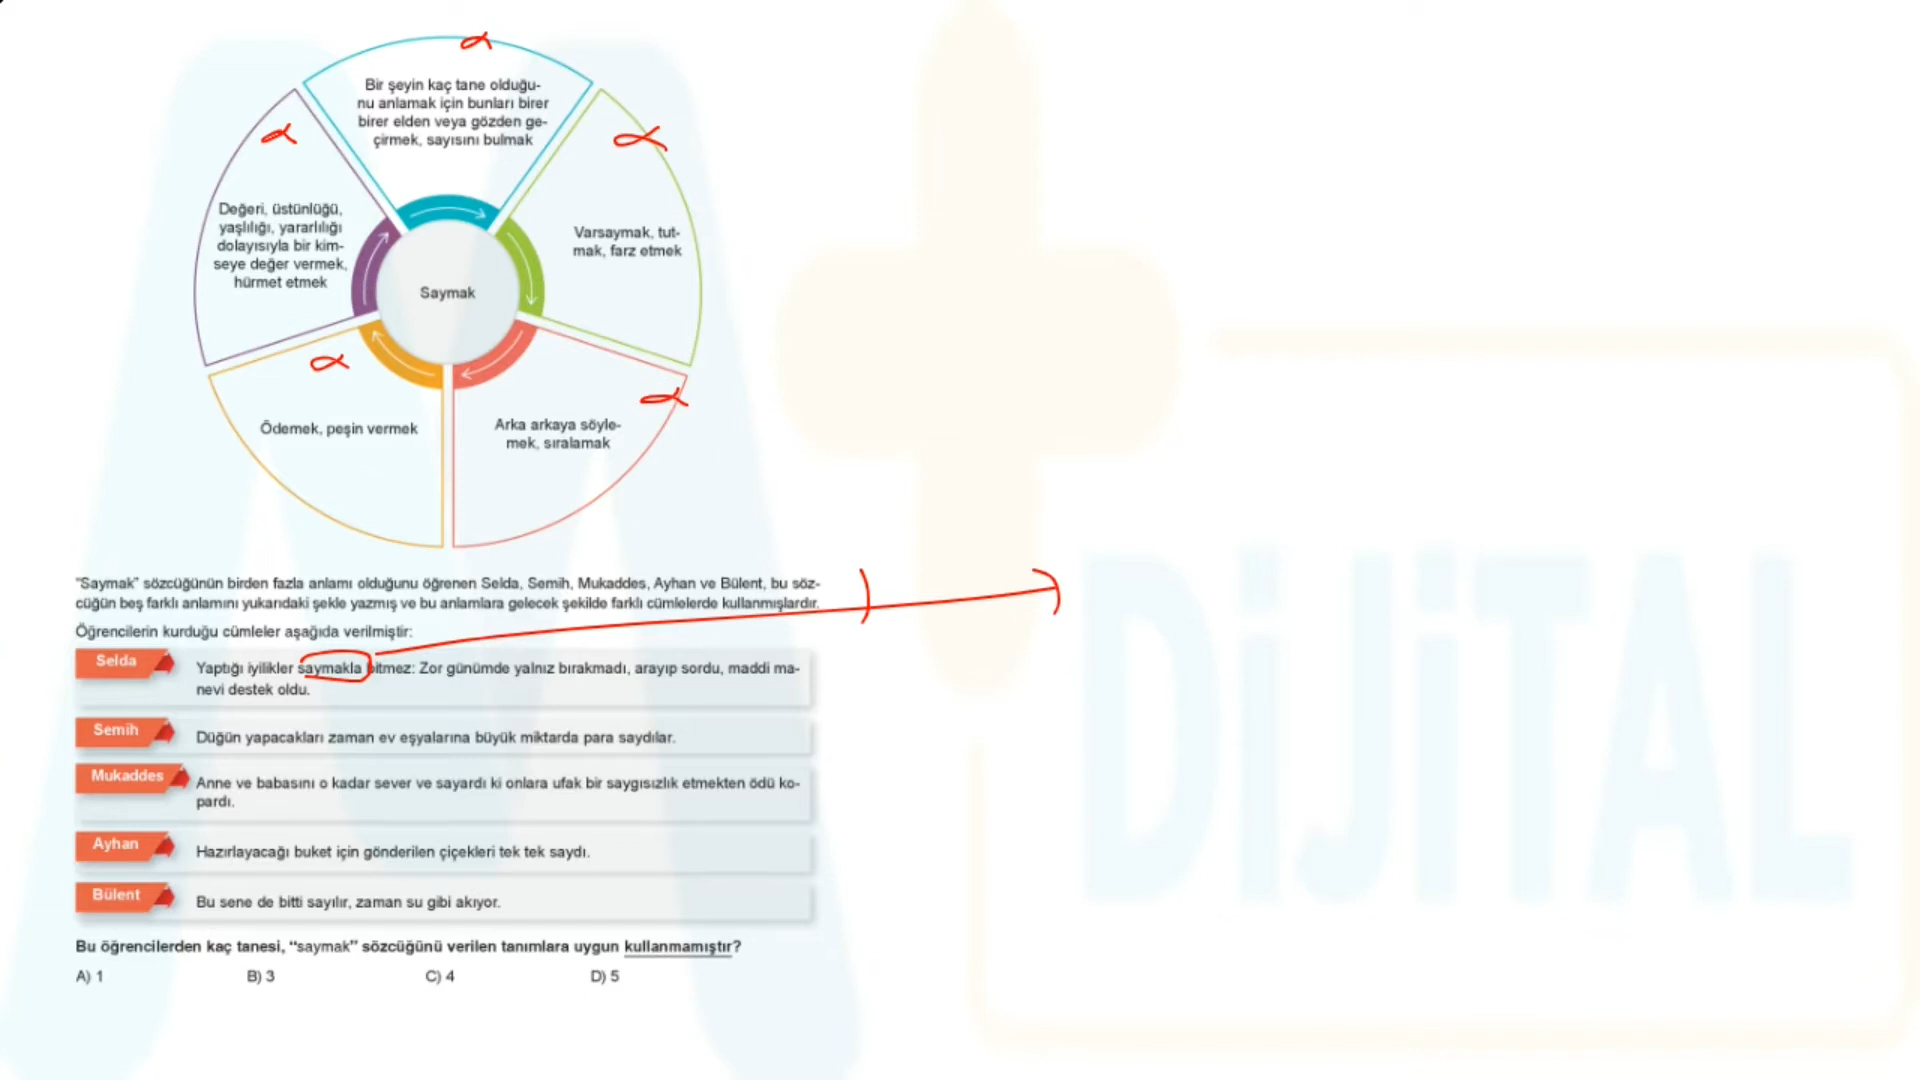 Bir şeyin kaç tane olduğu-
nu anlamak için bunları birer
birer elden veya gözden ge-
çirmek, sayısını bulmak
Değeri, üstünlüğü,
yaşlılığı, yararlılığı
dolayısıyla bir kim-
seye değer vermek,
hürmet etmek
Varsaymak, tut-
mak, farz etmek
Saymak
Ödemek, peşin vermek
Arka arkaya söyle-
mek, sıralamak
"Saymak" sözcüğünün birden fazla anlamı olduğunu öğrenen Selda, Semih, Mukaddes, Ayhan ve Bülent, bu söz-
cüğün beş farklı anlamını yukarıdaki şekle yazmış ve bu anlamlara gelecek şekilde farklı cümlelerde kullanmışlardır.
Öğrencilerin kurduğu cümleler aşağıda verilmiştir:
Selda
Yaptığı iyilikler saymakla bitmez: Zor günümde yalnız bırakmadı, arayıp sordu, maddi ma-
nevi destek oldu.
Semih
Düğün yapacakları zaman ev eşyalarına büyük miktarda para saydılar.
Mukaddes
Anne ve babasını o kadar sever ve sayardı ki onlara ufak bir saygısızlık etmekten ödü ko-
pardı.
Ayhan
Hazırlayacağı buket için gönderilen çiçekleri tek tek saydı.
Bülent
Bu sene de bitti sayılır, zaman su gibi akıyor.
Bu öğrencilerden kaç tanesi, "saymak" sözcüğünü verilen tanımlara uygun kullanmamıştır?
A) 1 B) 3 C) 4 D) 5
DİJİTAL